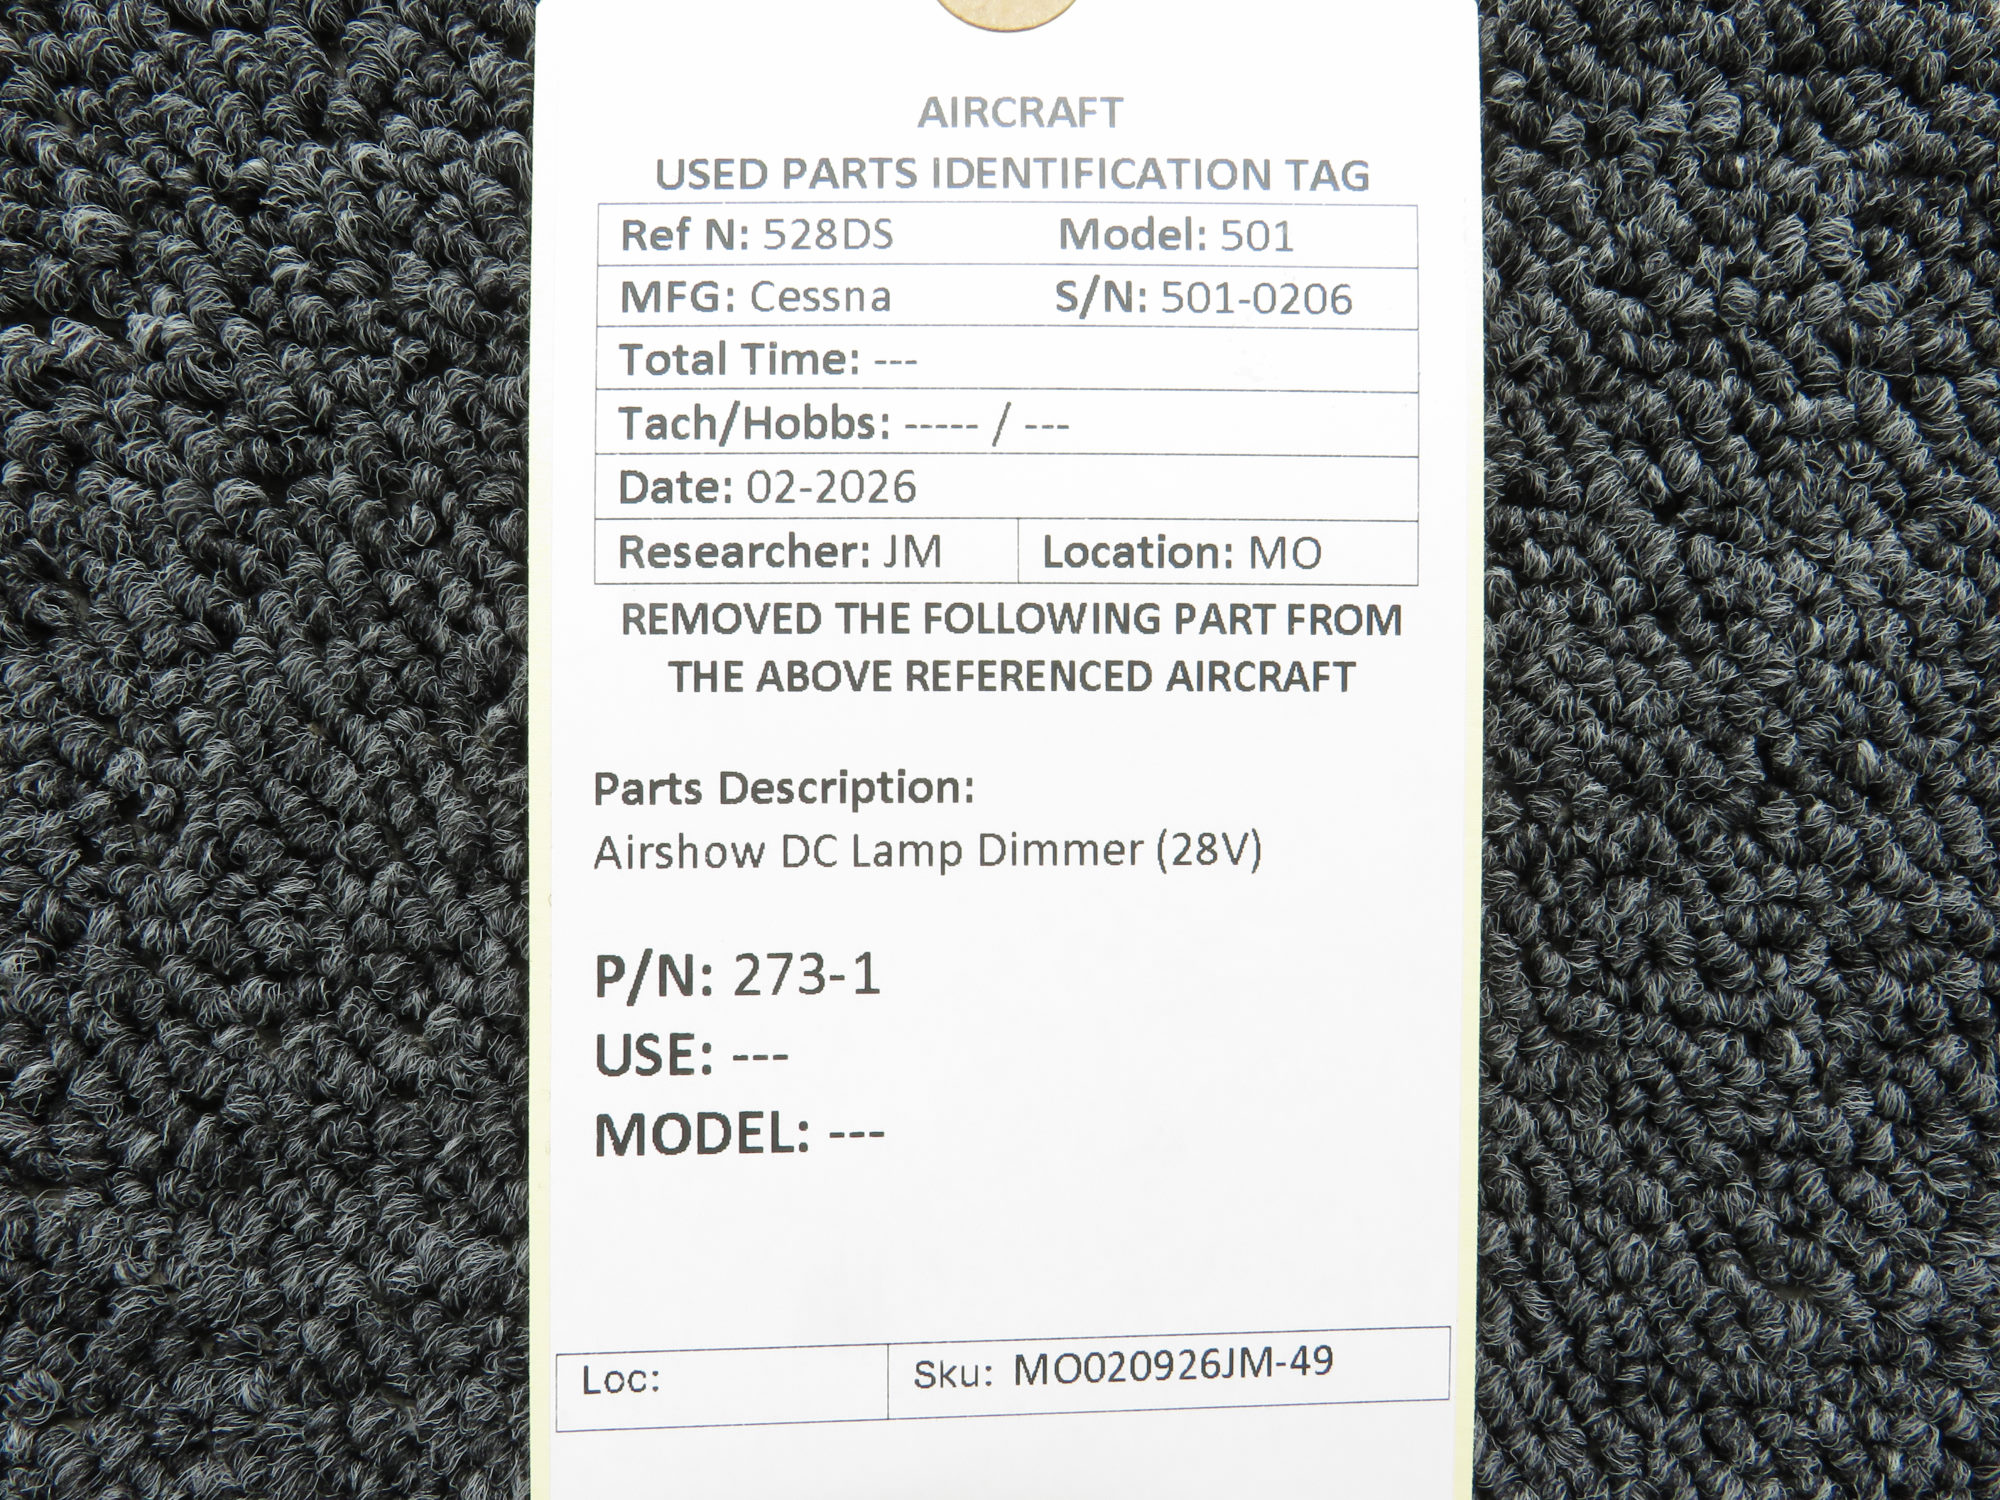 AIRCRAFT
USED PARTS IDENTIFICATION TAG
Ref N: 528DS Model: 501
MFG: Cessna S/N: 501-0206
Total Time: ---
Tach/Hobbs: ----- / ---
Date: 02-2026
Researcher: JM Location: MO
REMOVED THE FOLLOWING PART FROM
THE ABOVE REFERENCED AIRCRAFT
Parts Description:
Airshow DC Lamp Dimmer (28V)
P/N: 273-1
USE: ---
MODEL: ---
Loc: Sku: MO020926JM-49